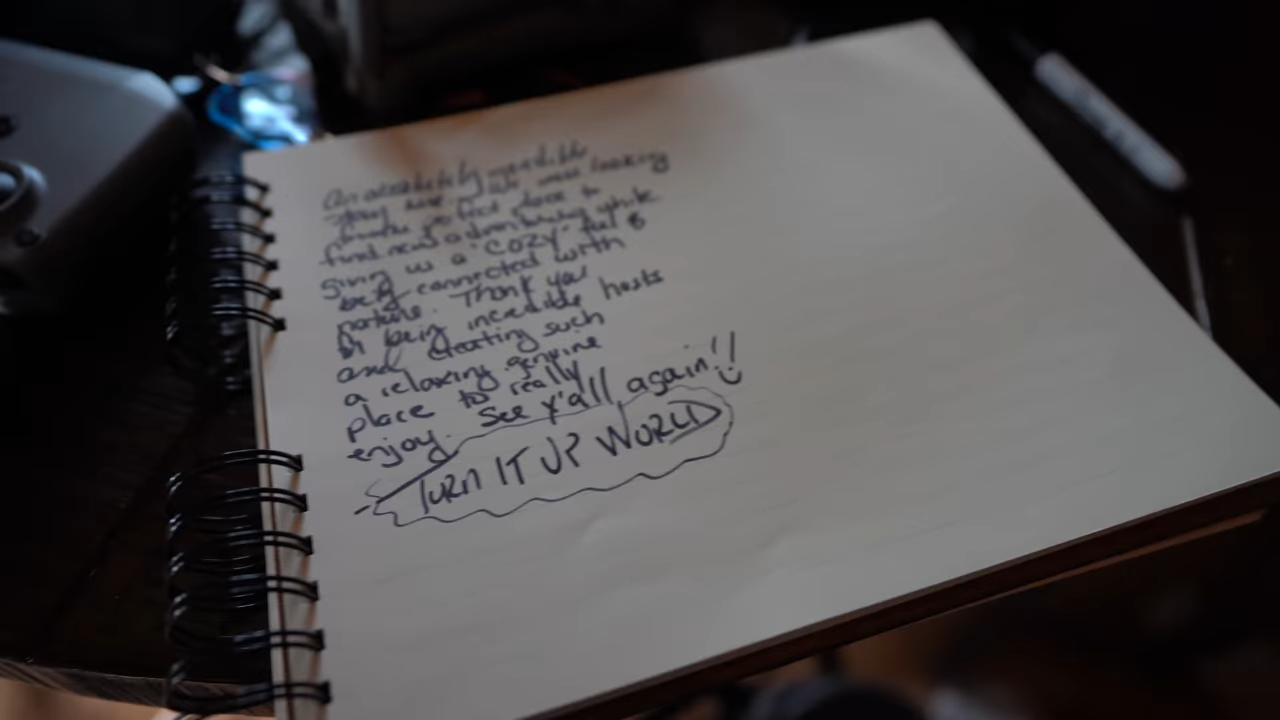 An absolutely incredible
stay here. We were looking
for the perfect place to
find new adventures while
giving us a "COZY" feel &
being connected with
nature. Thank you
for being incredible hosts
and creating such
a relaxing genuine
place to really
enjoy. See y'all again!!
TURN IT UP WORLD